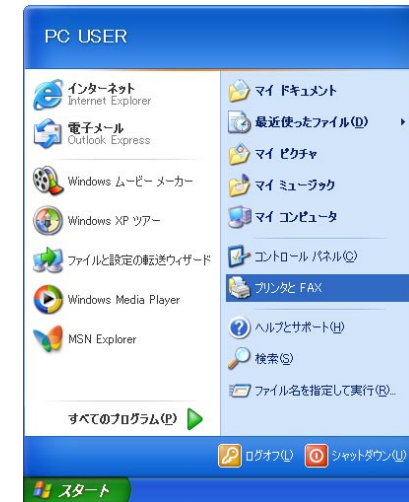 PC USER
インターネット
Internet Explorer
電子メール
Outlook Express
Windows ムービー メーカー
Windows XP ツアー
ファイルと設定の転送ウィザード
Windows Media Player
MSN Explorer
すべてのプログラム(P)
マイ ドキュメント
最近使ったファイル(D)
マイ ピクチャ
マイ ミュージック
マイ コンピュータ
コントロール パネル(C)
プリンタと FAX
ヘルプとサポート(H)
検索(S)
ファイル名を指定して実行(R)...
ログオフ(L)
シャットダウン(U)
スタート